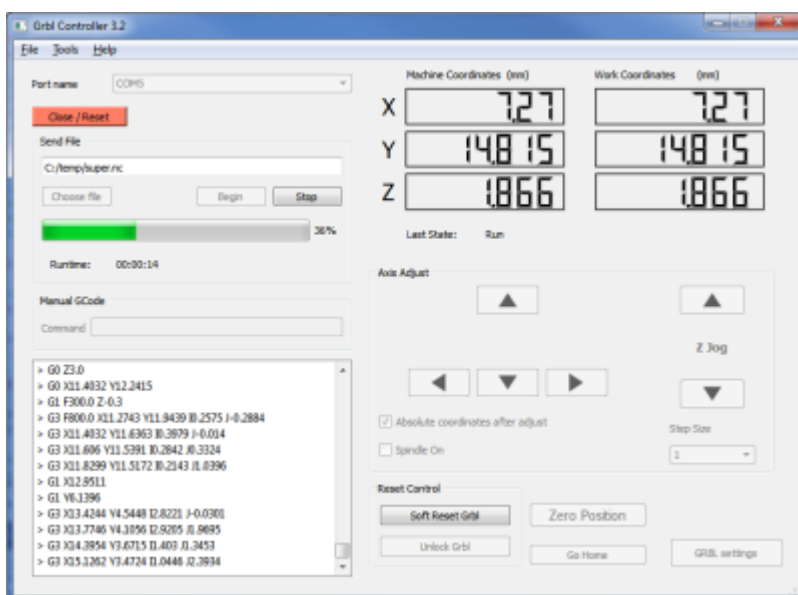 Grbl Controller 3.2
File Tools Help
Port name COM5
Close / Reset
Send File
C:/temp/super.nc
Choose file Begin Stop
36%
Runtime: 00:00:14
Manual GCode
Command
> G0 Z3.0
> G0 X11.4032 Y12.2415
> G1 F300.0 Z-0.3
> G3 F800.0 X11.2743 Y11.9439 I0.2575 J-0.2884
> G3 X11.4032 Y11.6363 I0.3979 J-0.014
> G3 X11.606 Y11.5391 I0.2842 J0.3324
> G3 X11.8299 Y11.5172 I0.2143 J1.0396
> G1 X12.9511
> G1 Y6.1396
> G3 X13.4244 Y4.5448 I2.8221 J-0.0301
> G3 X13.7746 Y4.1056 I2.9205 J1.9695
> G3 X14.3954 Y3.6715 I1.403 J1.3453
> G3 X15.1262 Y3.4724 I1.0446 J2.3934
Machine Coordinates (mm) Work Coordinates (mm)
X 7.27 7.27
Y 14.815 14.815
Z 1.866 1.866
Last State: Run
Axis Adjust
Z Jog
Absolute coordinates after adjust
Spindle On
Step Size
1
Reset Control
Soft Reset Grbl
Unlock Grbl
Zero Position
Go Home
GRBL settings